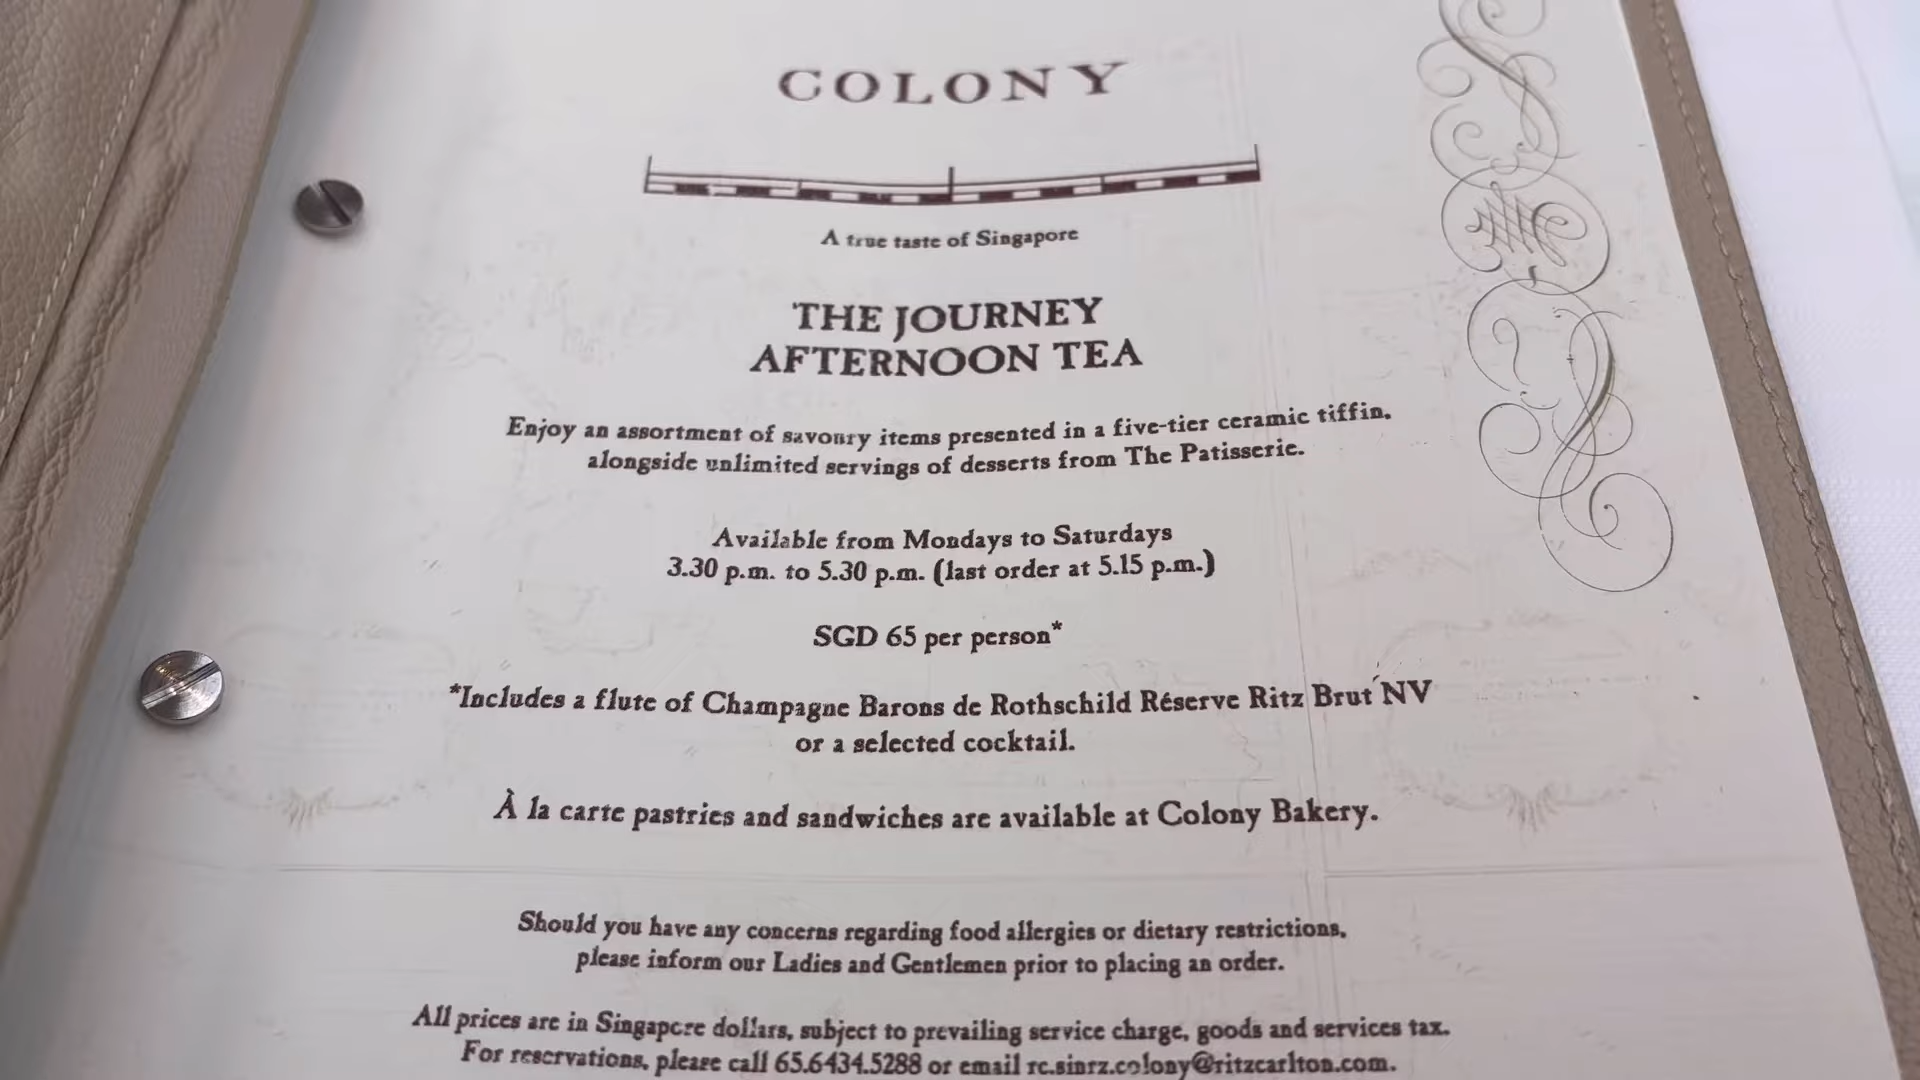 COLONY
A true taste of Singapore
THE JOURNEY
AFTERNOON TEA
Enjoy an assortment of savoury items presented in a five-tier ceramic tiffin,
alongside unlimited servings of desserts from The Patisserie.
Available from Mondays to Saturdays
3.30 p.m. to 5.30 p.m. (last order at 5.15 p.m.)
SGD 65 per person*
*Includes a flute of Champagne Barons de Rothschild Réserve Ritz Brut NV
or a selected cocktail.
À la carte pastries and sandwiches are available at Colony Bakery.
Should you have any concerns regarding food allergies or dietary restrictions,
please inform our Ladies and Gentlemen prior to placing an order.
All prices are in Singapore dollars, subject to prevailing service charge, goods and services tax.
For reservations, please call 65.6434.5288 or email rc.sinrz.colony@ritzcarlton.com.